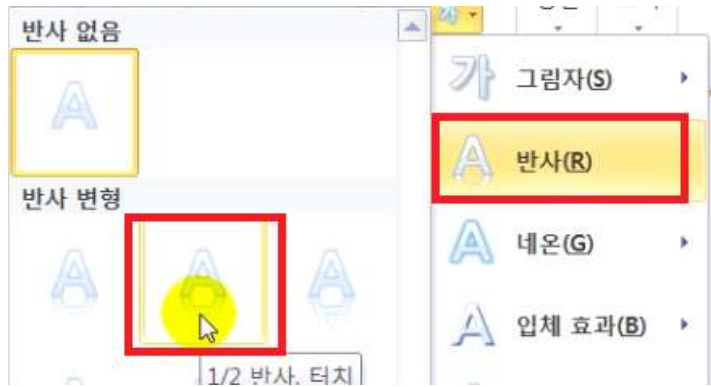 반사 없음
반사 변형
1/2 반사, 터치
가
그림자(S)
반사(R)
네온(G)
입체 효과(B)